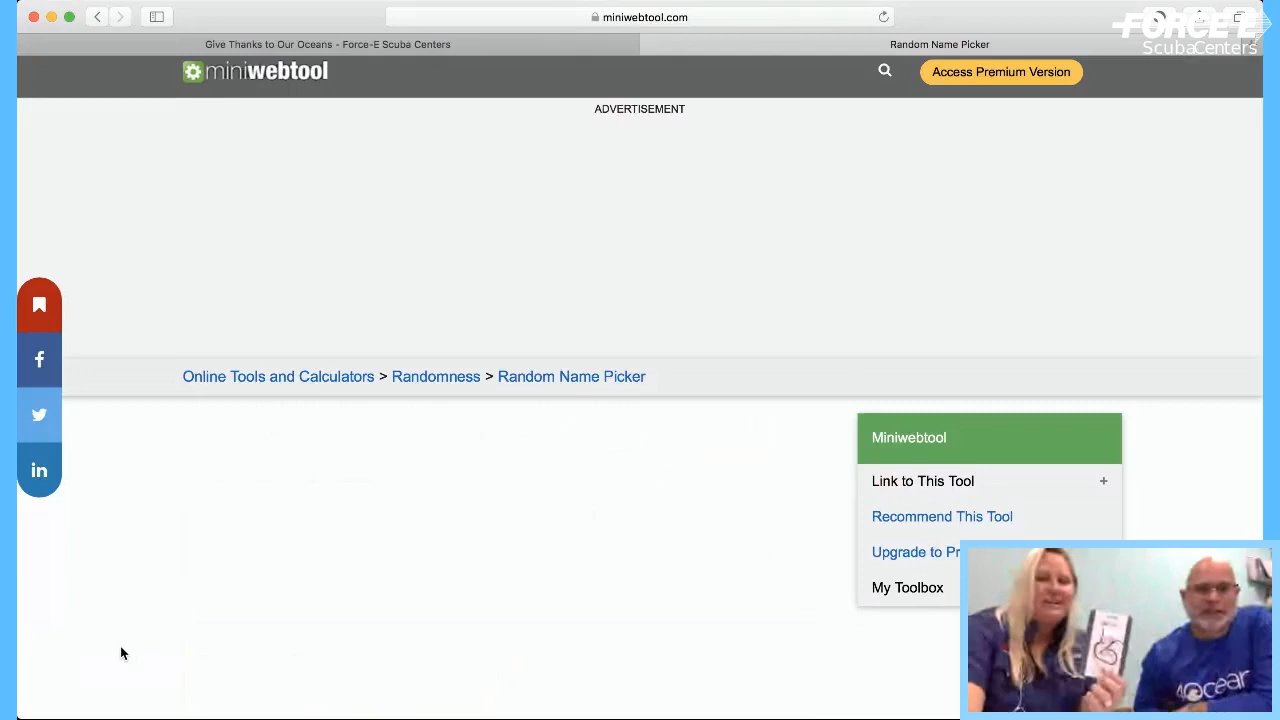 miniwebtool.com
Give Thanks to Our Oceans - Force-E Scuba Centers
Random Name Picker
FORCE-E
ScubaCenters
miniwebtool
Access Premium Version
ADVERTISEMENT
f
in
Online Tools and Calculators > Randomness > Random Name Picker
Miniwebtool
Link to This Tool +
Recommend This Tool
Upgrade to Pr
My Toolbox
4ocean